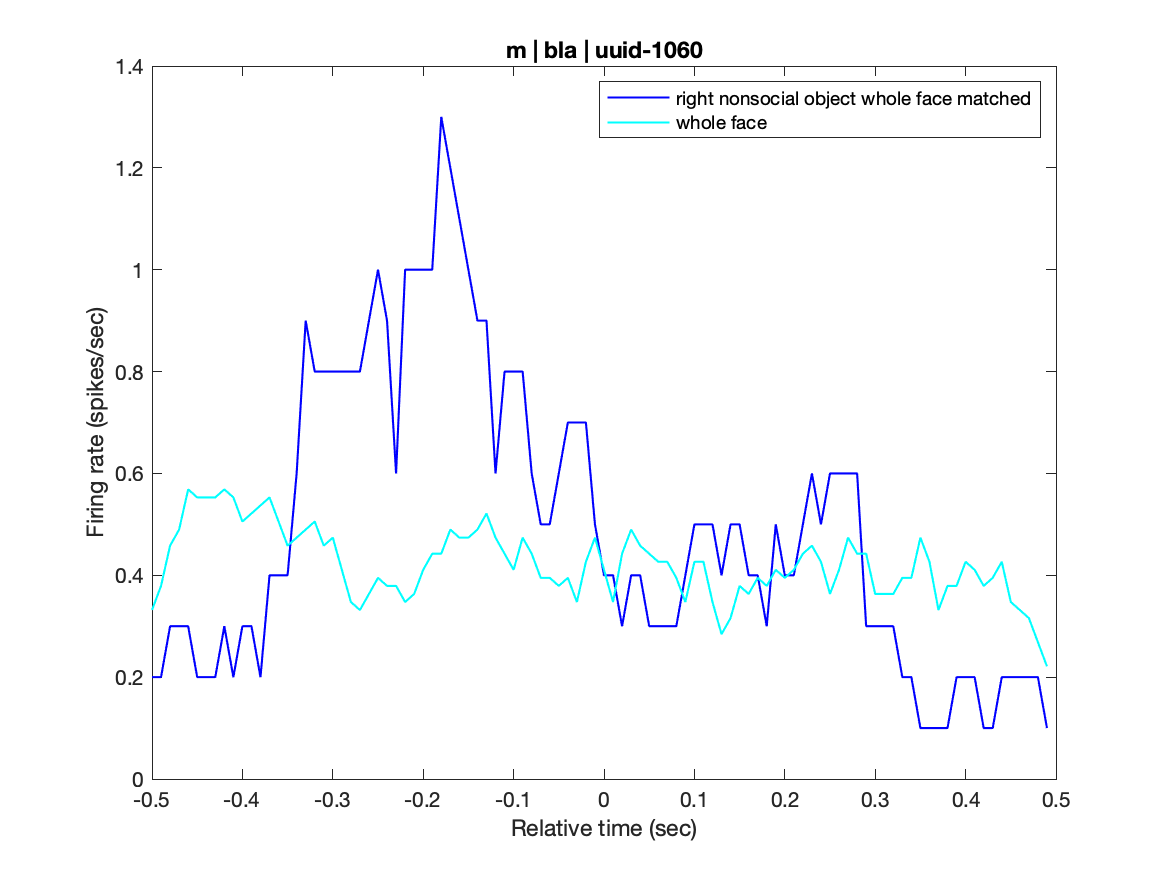 m | bla | uuid-1060
right nonsocial object whole face matched
whole face
Firing rate (spikes/sec)
1.4
1.2
1
0.8
0.6
0.4
0.2
0
-0.5 -0.4 -0.3 -0.2 -0.1 0 0.1 0.2 0.3 0.4 0.5
Relative time (sec)